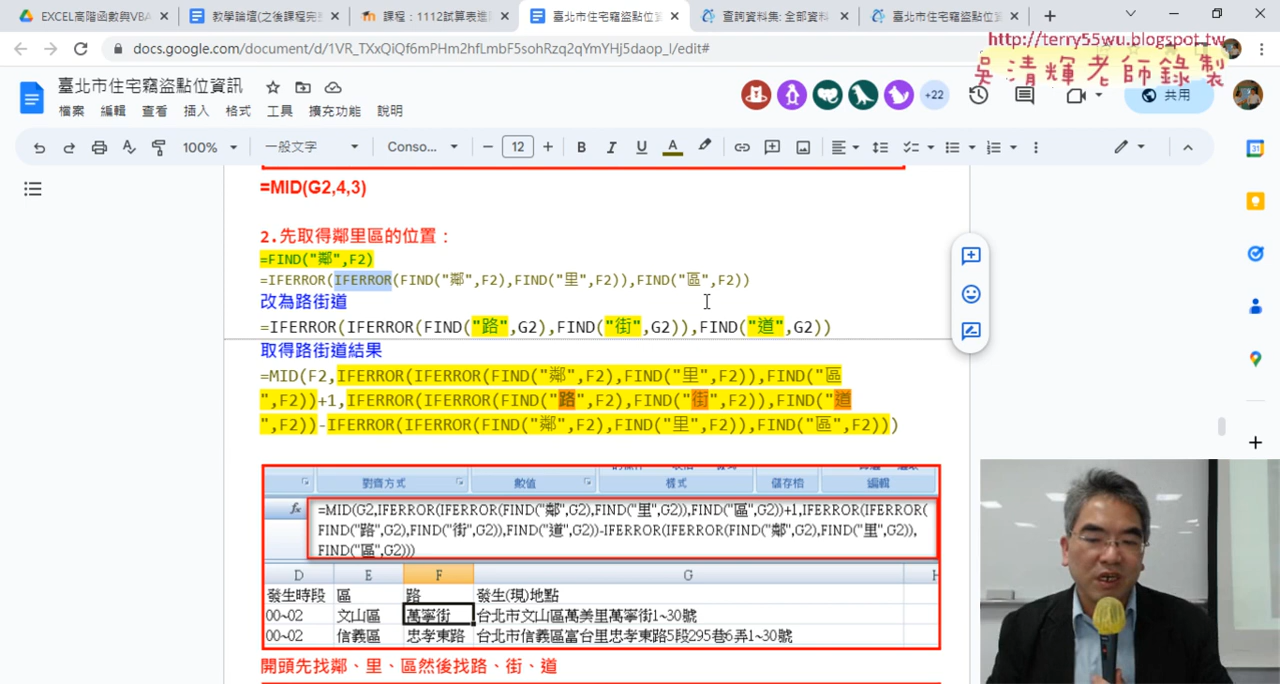 EXCEL高階函數與VBA
教學論壇(之後課程完
課程：1112試算表進
臺北市住宅竊盜點位資
查詢資料集: 全部資料
臺北市住宅竊盜點位資
docs.google.com/document/d/1VR_TXxQiQf6mPHm2hfLmbF5sohRzq2qYmYHj5daop_I/edit#
http://terry55wu.blogspot.tw
吳清輝老師錄製
臺北市住宅竊盜點位資訊
+22
共用
檔案 編輯 查看 插入 格式 工具 擴充功能 說明
100% 一般文字 Conso... 12 B I U A
=MID(G2,4,3)
2.先取得鄰里區的位置：
=FIND("鄰",F2)
=IFERROR(IFERROR(FIND("鄰",F2),FIND("里",F2)),FIND("區",F2))
改為路街道
=IFERROR(IFERROR(FIND("路",G2),FIND("街",G2)),FIND("道",G2))
取得路街道結果
=MID(F2,IFERROR(IFERROR(FIND("鄰",F2),FIND("里",F2)),FIND("區
",F2))+1,IFERROR(IFERROR(FIND("路",F2),FIND("街",F2)),FIND("道
",F2))-IFERROR(IFERROR(FIND("鄰",F2),FIND("里",F2)),FIND("區",F2)))
對齊方式 數值 樣式 儲存格 編輯
fx =MID(G2,IFERROR(IFERROR(FIND("鄰",G2),FIND("里",G2)),FIND("區",G2))+1,IFERROR(IFERROR(
FIND("路",G2),FIND("街",G2)),FIND("道",G2))-IFERROR(IFERROR(FIND("鄰",G2),FIND("里",G2)),
FIND("區",G2)))
D E F G H
發生時段 區 路 發生(現)地點
00~02 文山區 萬寧街 台北市文山區萬美里萬寧街1~30號
00~02 信義區 忠孝東路 台北市信義區富台里忠孝東路5段295巷6弄1~30號
開頭先找鄰、里、區然後找路、街、道